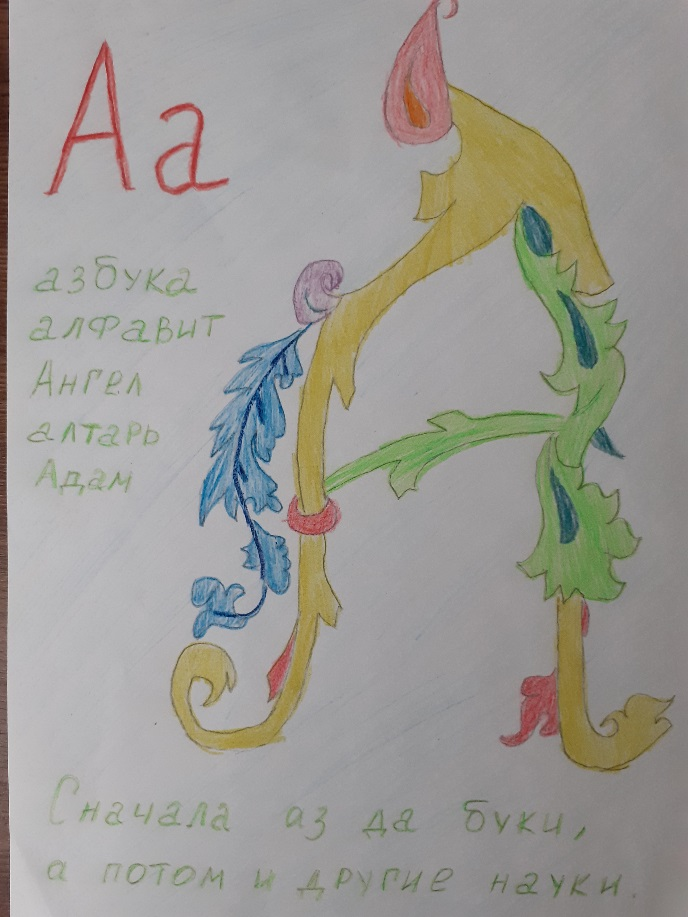 Аа
азбука
алфавит
Ангел
алтарь
Адам
Сначала аз да буки,
а потом и другие науки.